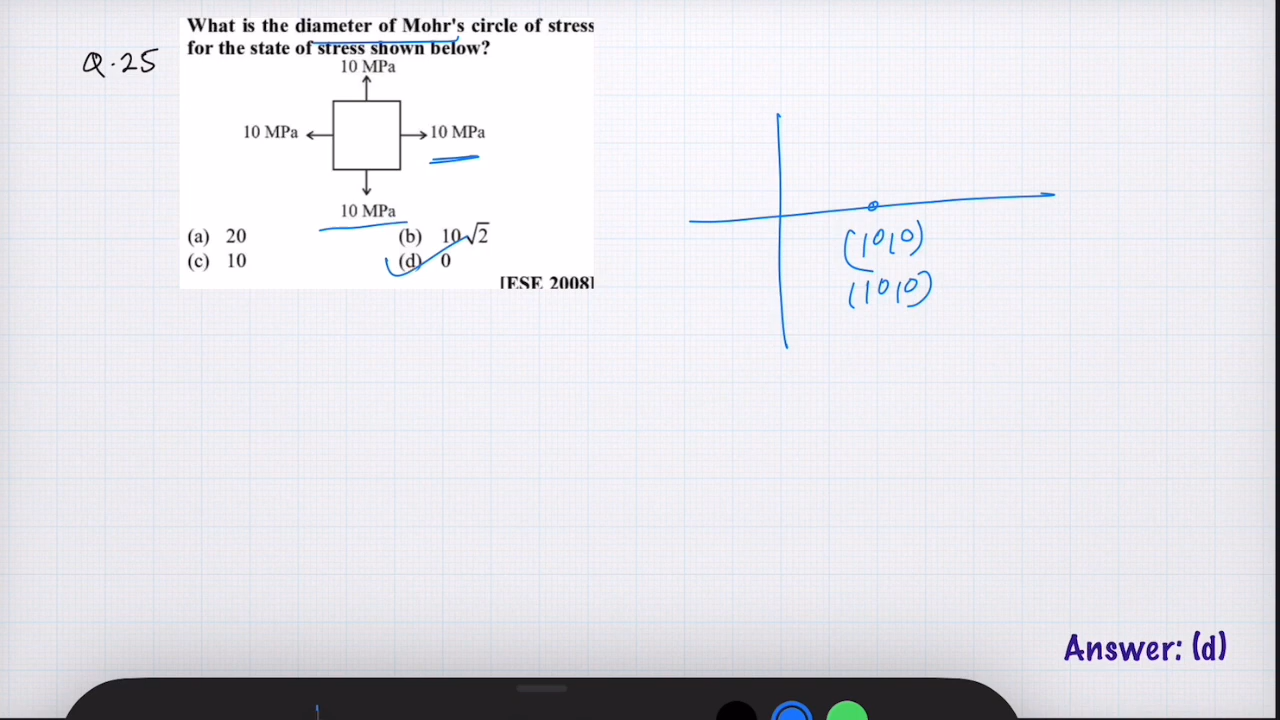 Q.25
What is the diameter of Mohr's circle of stress
for the state of stress shown below?
10 MPa
10 MPa
10 MPa
10 MPa
(a) 20
(b) 10√2
(c) 10
(d) 0
[ESE 2008]
(10,0)
(10,0)
Answer: (d)